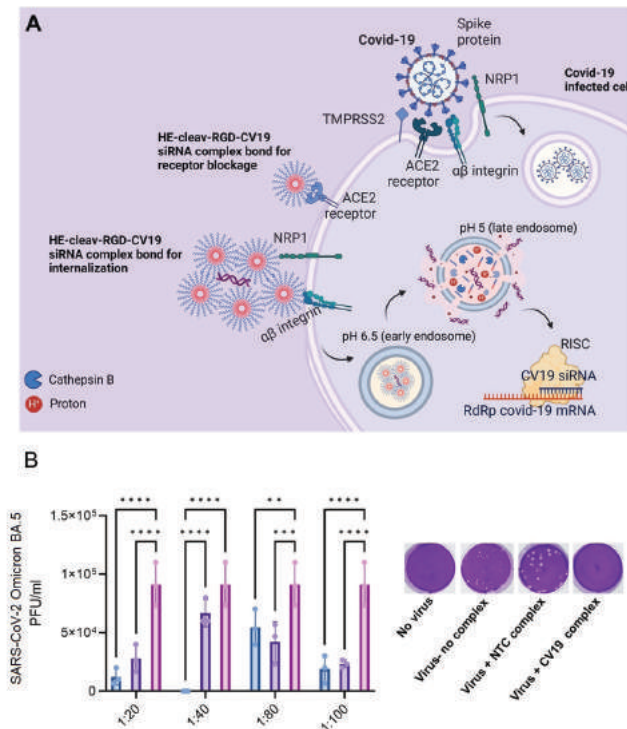 A
Covid-19
Spike
protein
NRP1
Covid-19
infected cel
TMPRSS2
ACE2
receptor
αβ integrin
HE-cleav-RGD-CV19
siRNA complex bond for
receptor blockage
ACE2
receptor
HE-cleav-RGD-CV19
siRNA complex bond for
internalization
NRP1
αβ integrin
pH 5 (late endosome)
pH 6.5 (early endosome)
RISC
CV19 siRNA
RdRp covid-19 mRNA
Cathepsin B
H+
Proton
B
SARS-CoV-2 Omicron BA.5
PFU/ml
1.5×10⁵
1×10⁵
5×10⁴
0
**** **** ** ****
**** **** *** ****
1:20 1:40 1:80 1:100
No virus
Virus- no complex
Virus + NTC complex
Virus + CV19 complex